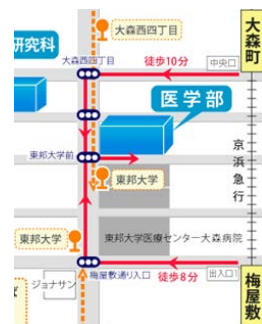 大森西四丁目
大森町
研究科
大森西四丁目
徒歩10分
中央口
医学部
京浜急行
東邦大学前
東邦大学
東邦大学
東邦大学医療センター大森病院
梅屋敷通り入口
ジョナサン
徒歩8分
出入口1
梅屋敷
ば